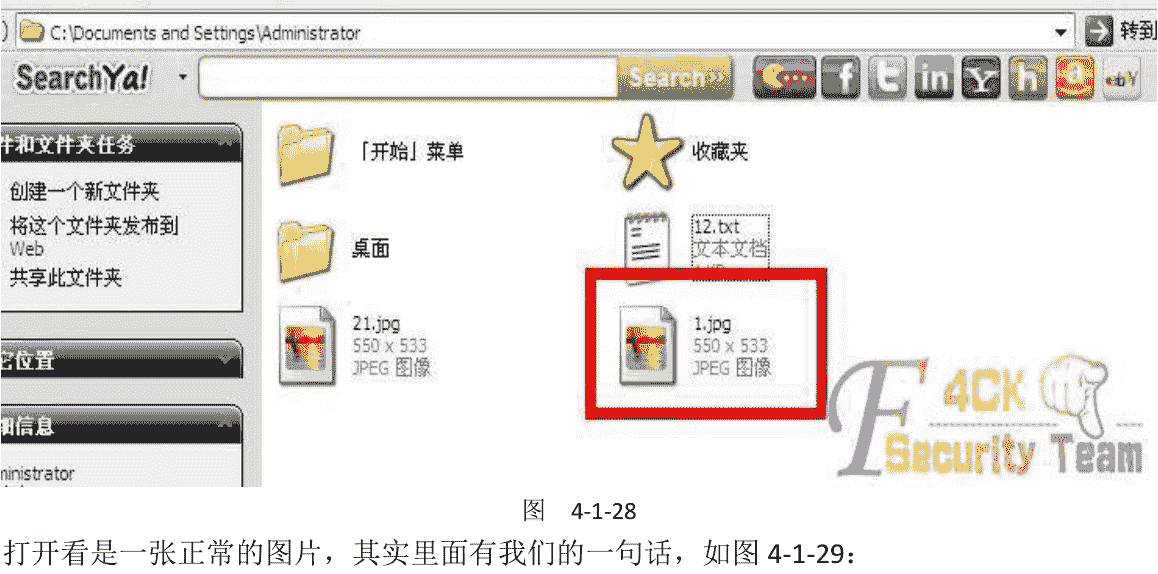 C:\Documents and Settings\Administrator
转到
SearchYa!
Search
件和文件夹任务
创建一个新文件夹
将这个文件夹发布到
Web
共享此文件夹
它位置
细信息
ministrator
「开始」菜单
收藏夹
桌面
12.txt
文本文档
21.jpg
550 x 533
JPEG 图像
1.jpg
550 x 533
JPEG 图像
F4CK
Security Team
图 4-1-28
打开看是一张正常的图片，其实里面有我们的一句话，如图 4-1-29：